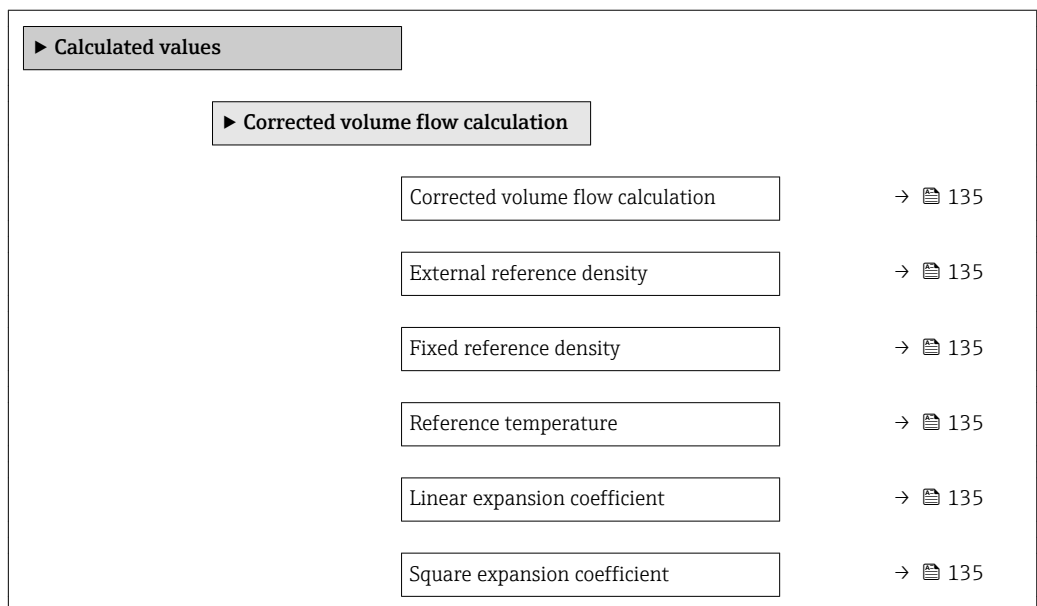 ▶ Calculated values
▶ Corrected volume flow calculation
Corrected volume flow calculation → 135
External reference density → 135
Fixed reference density → 135
Reference temperature → 135
Linear expansion coefficient → 135
Square expansion coefficient → 135